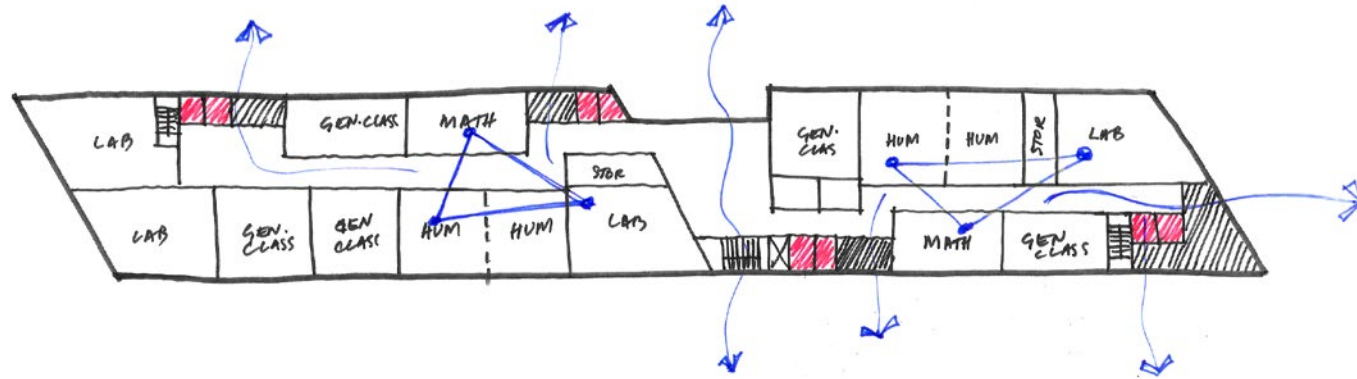 LAB
GEN. CLASS
MATH
STOR
LAB
GEN.
CLASS
GEN
CLASS
HUM
HUM
LAB
GEN.
CLAS
HUM
HUM
STOR
LAB
MATH
GEN.
CLASS